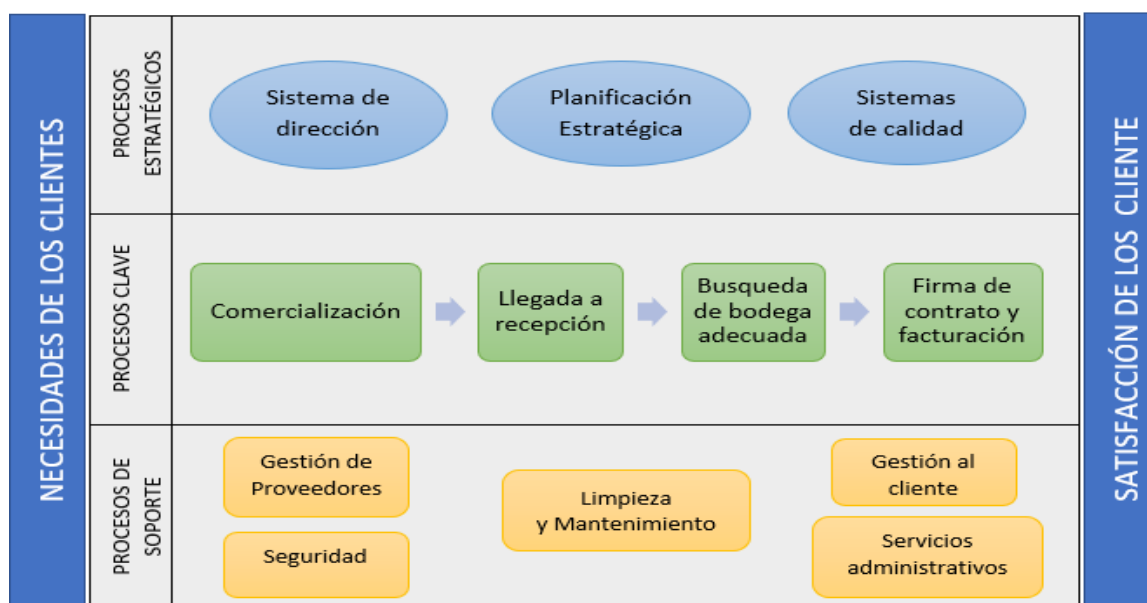 NECESIDADES DE LOS CLIENTES
PROCESOS
ESTRATÉGICOS
Sistema de
dirección
Planificación
Estratégica
Sistemas
de calidad
PROCESOS CLAVE
Comercialización
Llegada a
recepción
Busqueda
de bodega
adecuada
Firma de
contrato y
facturación
PROCESOS DE
SOPORTE
Gestión de
Proveedores
Seguridad
Limpieza
y Mantenimiento
Gestión al
cliente
Servicios
administrativos
SATISFACCIÓN DE LOS CLIENTE